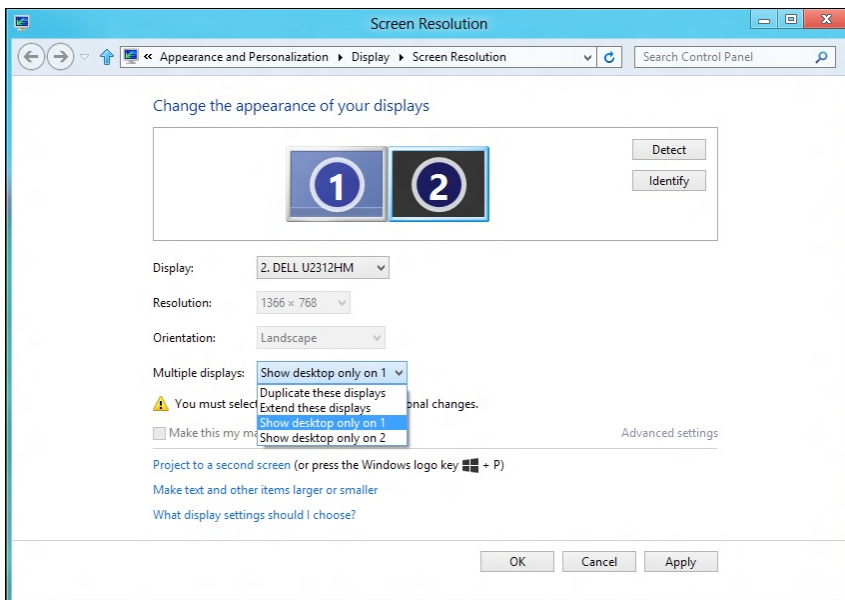 Screen Resolution
« Appearance and Personalization Display Screen Resolution
Search Control Panel
Change the appearance of your displays
1 2
Detect
Identify
Display: 2. DELL U2312HM
Resolution: 1366 × 768
Orientation: Landscape
Multiple displays: Show desktop only on 1
Duplicate these displays
You must selec
Extend these displays
onal changes.
Show desktop only on 1
Make this my ma
Show desktop only on 2
Advanced settings
Project to a second screen (or press the Windows logo key + P)
Make text and other items larger or smaller
What display settings should I choose?
OK Cancel Apply